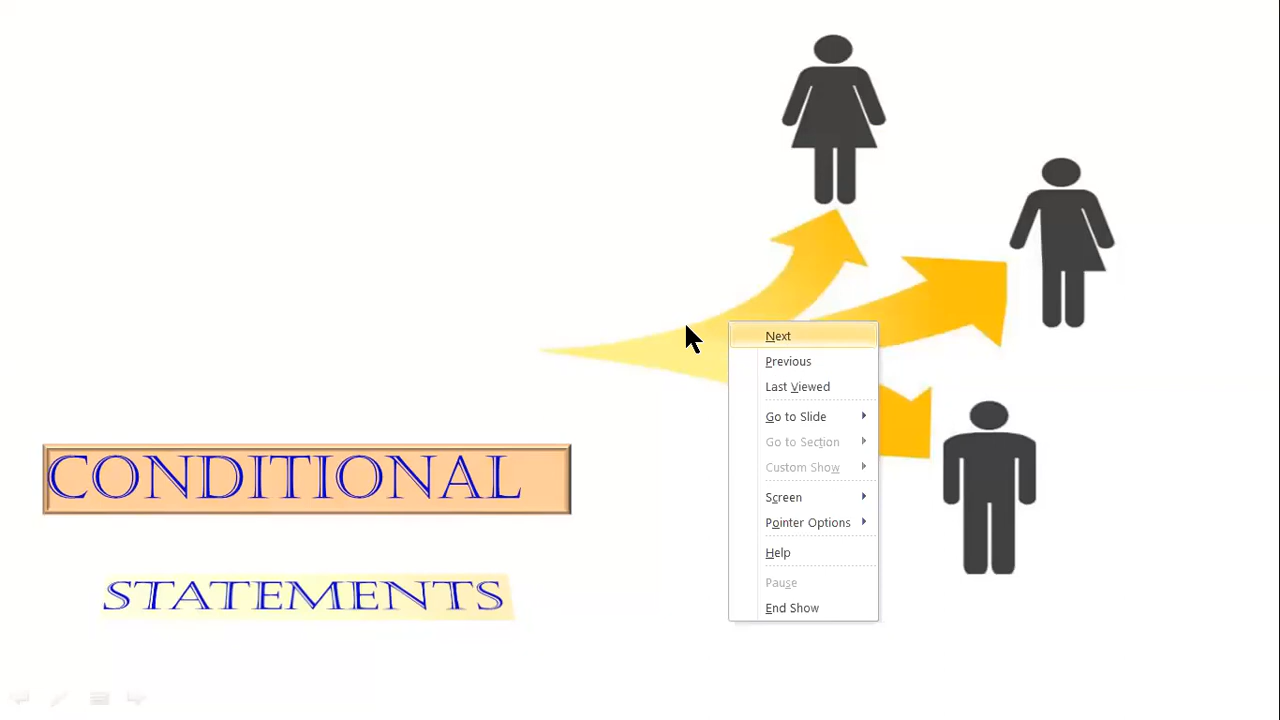 CONDITIONAL
STATEMENTS
Next
Previous
Last Viewed
Go to Slide
Go to Section
Custom Show
Screen
Pointer Options
Help
Pause
End Show